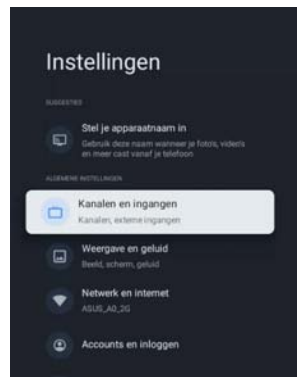 Instellingen
SUGGESTIES
Stel je apparaatnaam in
Gebruik deze naam wanneer je foto's, video's
en meer cast vanaf je telefoon
ALGEMENE INSTELLINGEN
Kanalen en ingangen
Kanalen, externe ingangen
Weergave en geluid
Beeld, scherm, geluid
Netwerk en internet
ASUS_A0_2G
Accounts en inloggen